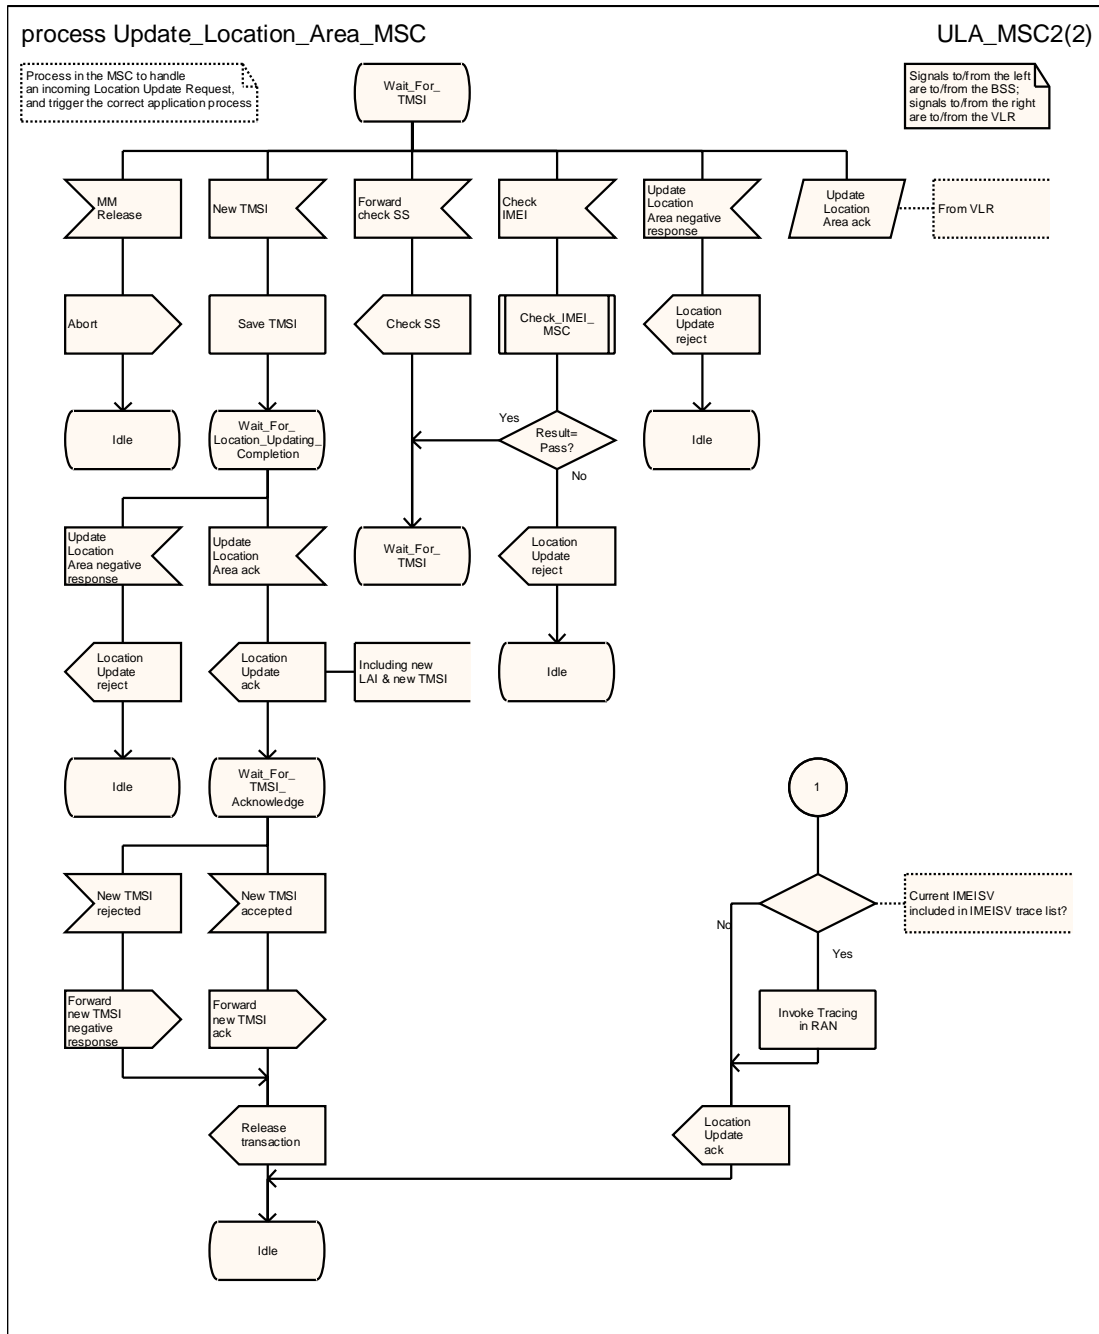 process Update_Location_Area_MSC
ULA_MSC2(2)
Process in the MSC to handle
an incoming Location Update Request,
and trigger the correct application process
Wait_For_
TMSI
Signals to/from the left
are to/from the BSS;
signals to/from the right
are to/from the VLR
MM
Release
New TMSI
Forward
check SS
Check
IMEI
Update
Location
Area negative
response
Update
Location
Area ack
From VLR
Abort
Save TMSI
Check SS
Check_IMEI_
MSC
Location
Update
reject
Idle
Wait_For_
Location_Updating_
Completion
Yes
Result=
Pass?
No
Idle
Update
Location
Area negative
response
Update
Location
Area ack
Wait_For_
TMSI
Location
Update
reject
Location
Update
reject
Location
Update
ack
Including new
LAI & new TMSI
Idle
Idle
Wait_For_
TMSI_
Acknowledge
1
New TMSI
rejected
New TMSI
accepted
No
Current IMEISV
included in IMEISV trace list?
Yes
Forward
new TMSI
negative
response
Forward
new TMSI
ack
Invoke Tracing
in RAN
Release
transaction
Location
Update
ack
Idle